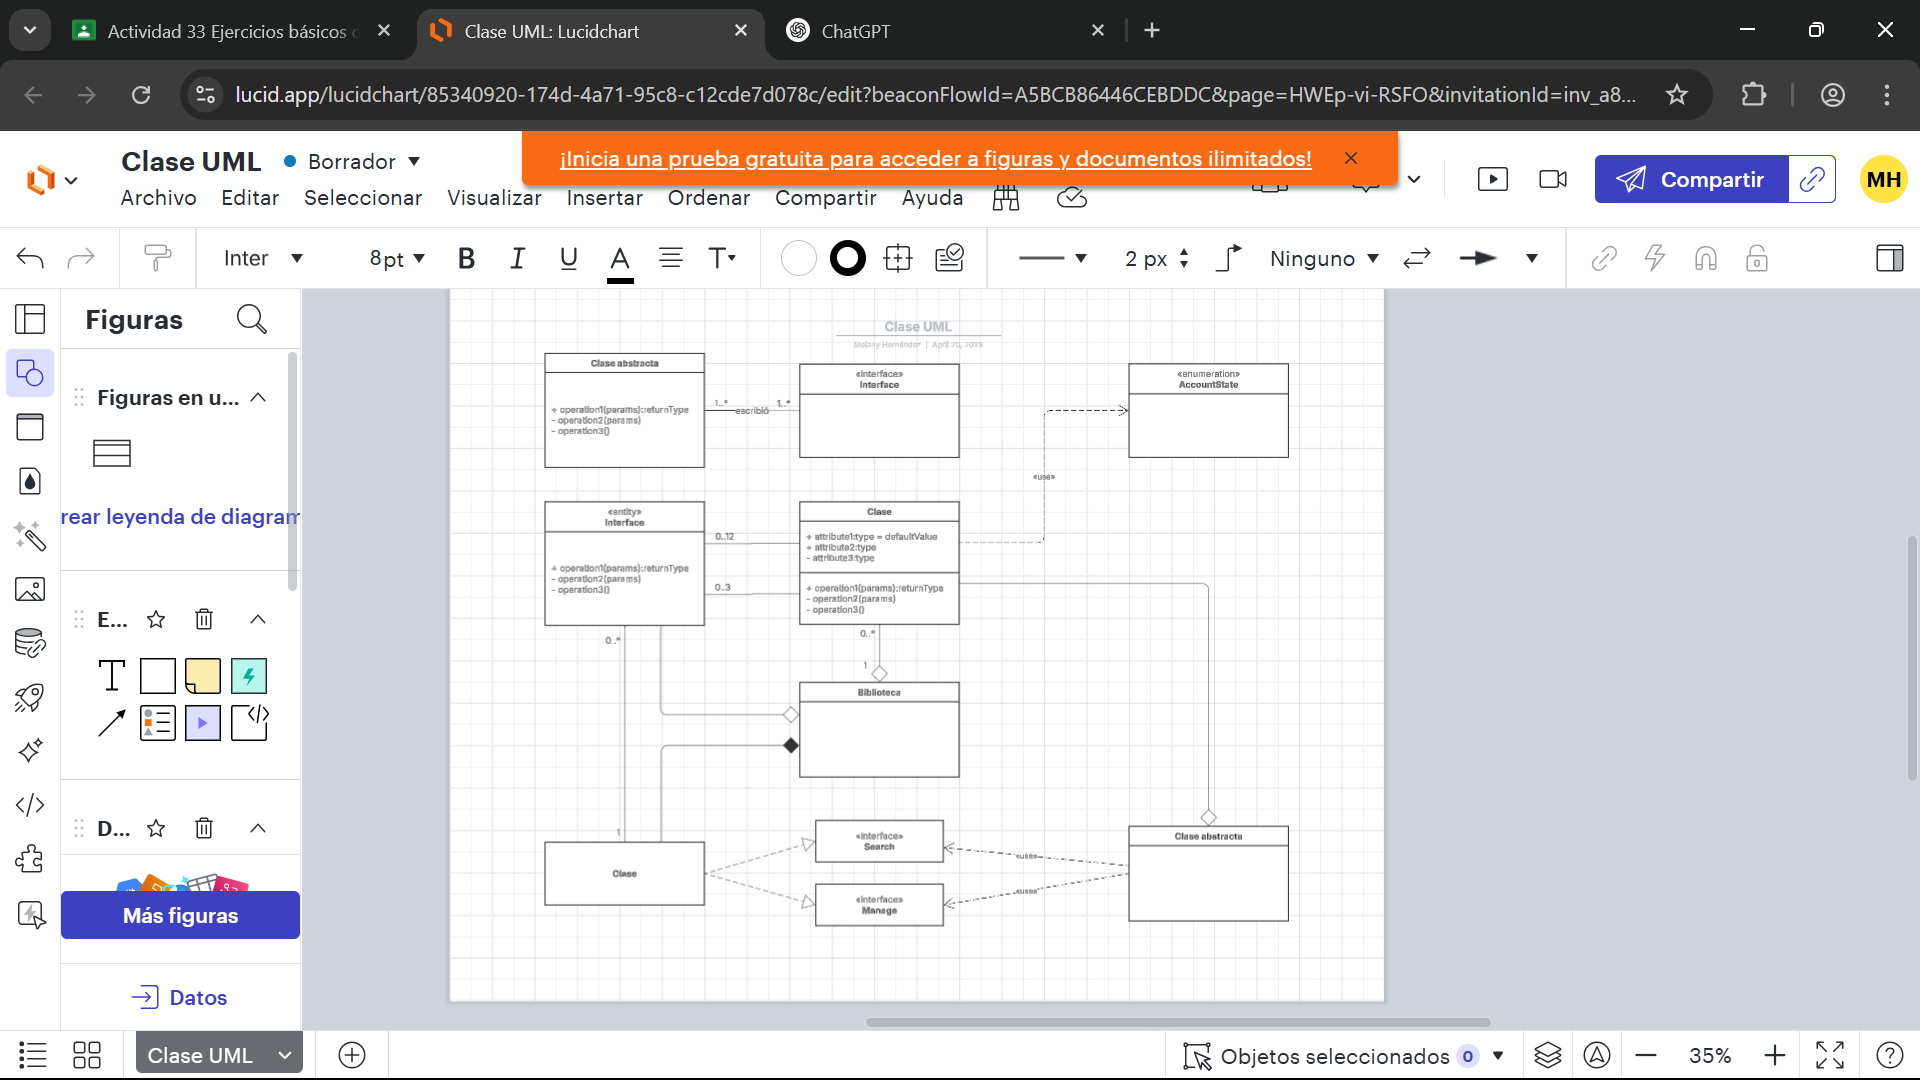 Actividad 33 Ejercicios básicos
Clase UML: Lucidchart
ChatGPT
lucid.app/lucidchart/85340920-174d-4a71-95c8-c12cde7d078c/edit?beaconFlowId=A5BCB86446CEBDDC&page=HWEp-vi-RSFO&invitationId=inv_a8...
¡Inicia una prueba gratuita para acceder a figuras y documentos ilimitados!
Clase UML
Borrador
Archivo Editar Seleccionar Visualizar Insertar Ordenar Compartir Ayuda
Compartir
MH
Inter
8pt
B I U A T
2 px
Ninguno
Figuras
Figuras en u...
rear leyenda de diagram
E...
D...
Más figuras
Datos
Clase UML
Melany Hernández | April 20, 2025
Clase abstracta
+ operation1(params):returnType
- operation2(params)
- operation3()
1..*
escribió
1..*
«interface»
Interface
«enumeration»
AccountState
«use»
«entity»
Interface
+ operation1(params):returnType
- operation2(params)
- operation3()
0..12
0..3
Clase
+ attribute1:type = defaultValue
+ attribute2:type
- attribute3:type
+ operation1(params):returnType
- operation2(params)
- operation3()
0..*
0..*
1
Biblioteca
1
Clase
«interface»
Search
«interface»
Manage
«use»
«use»
Clase abstracta
Clase UML
Objetos seleccionados 0
35%